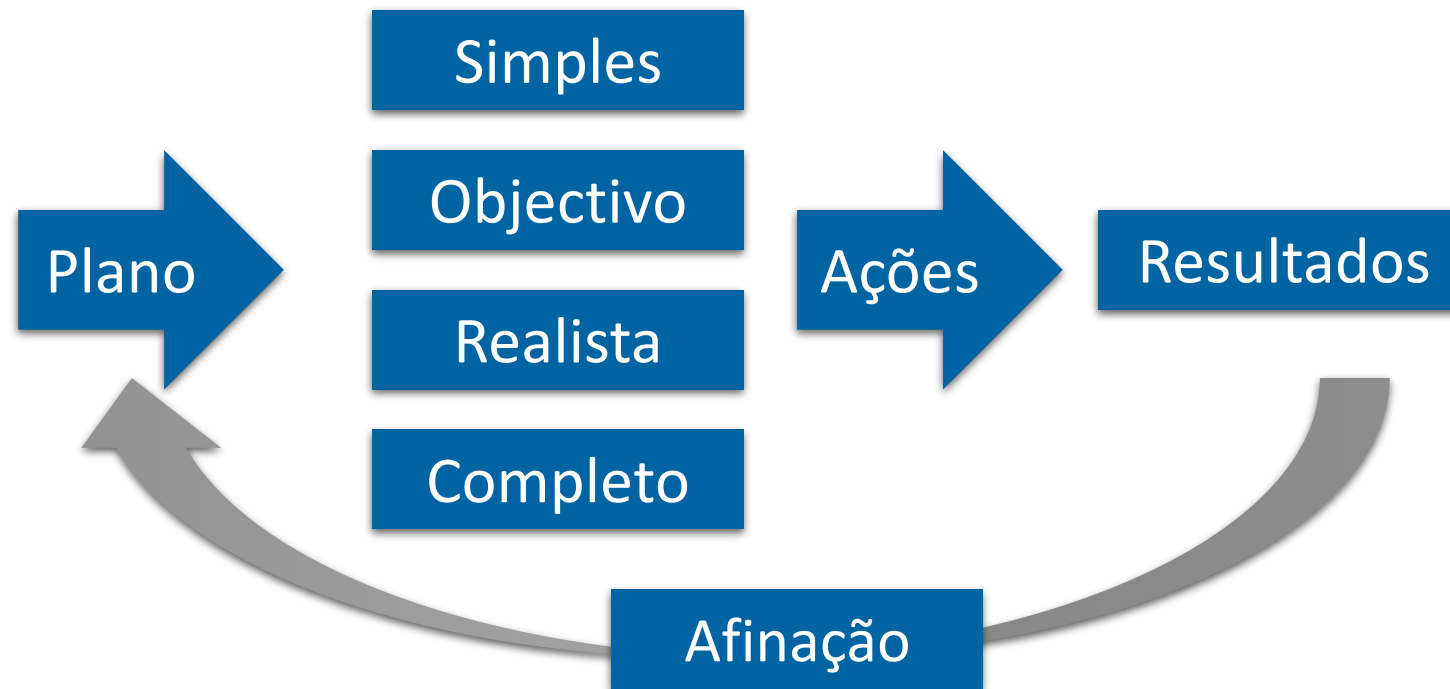 Simples
Objectivo
Plano
Ações
Resultados
Realista
Completo
Afinação